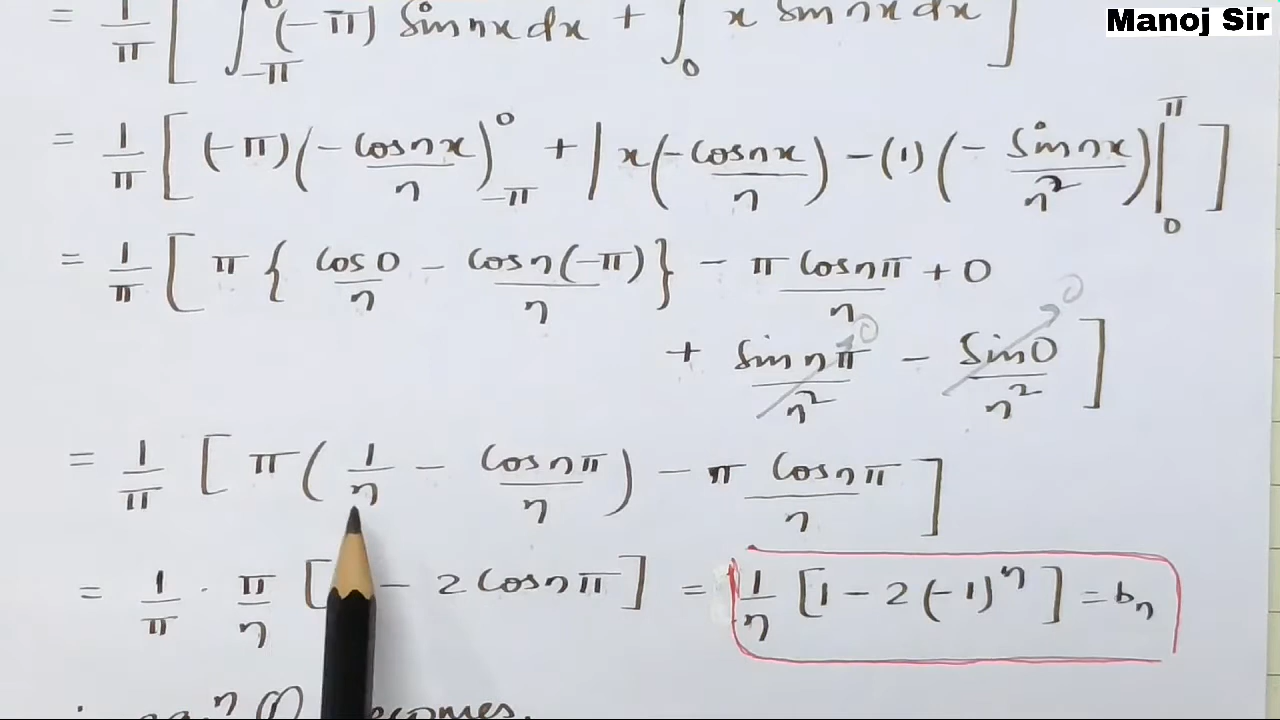 Manoj Sir
= 1/π [ ∫_{-π}^{0} (-π) sin nx dx + ∫_{0} x sin nx dx ]
= 1/π [ (-π) ( - cos nx / n )_{-π}^{0} + | x ( - cos nx / n ) - (1) ( - sin nx / n² ) |_{0}^{π} ]
= 1/π [ π { cos 0 / n - cos n(-π) / n } - π cos nπ / n + 0
+ sin nπ / n² 0 - sin 0 / n² 0 ]
= 1/π [ π ( 1/n - cos nπ / n ) - π cos nπ / n ]
= 1/π · π/n [ - 2 cos nπ ] = 1/n [ 1 - 2 (-1)^n ] = b_n